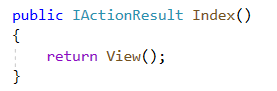 public IActionResult Index()
{
    return View();
}